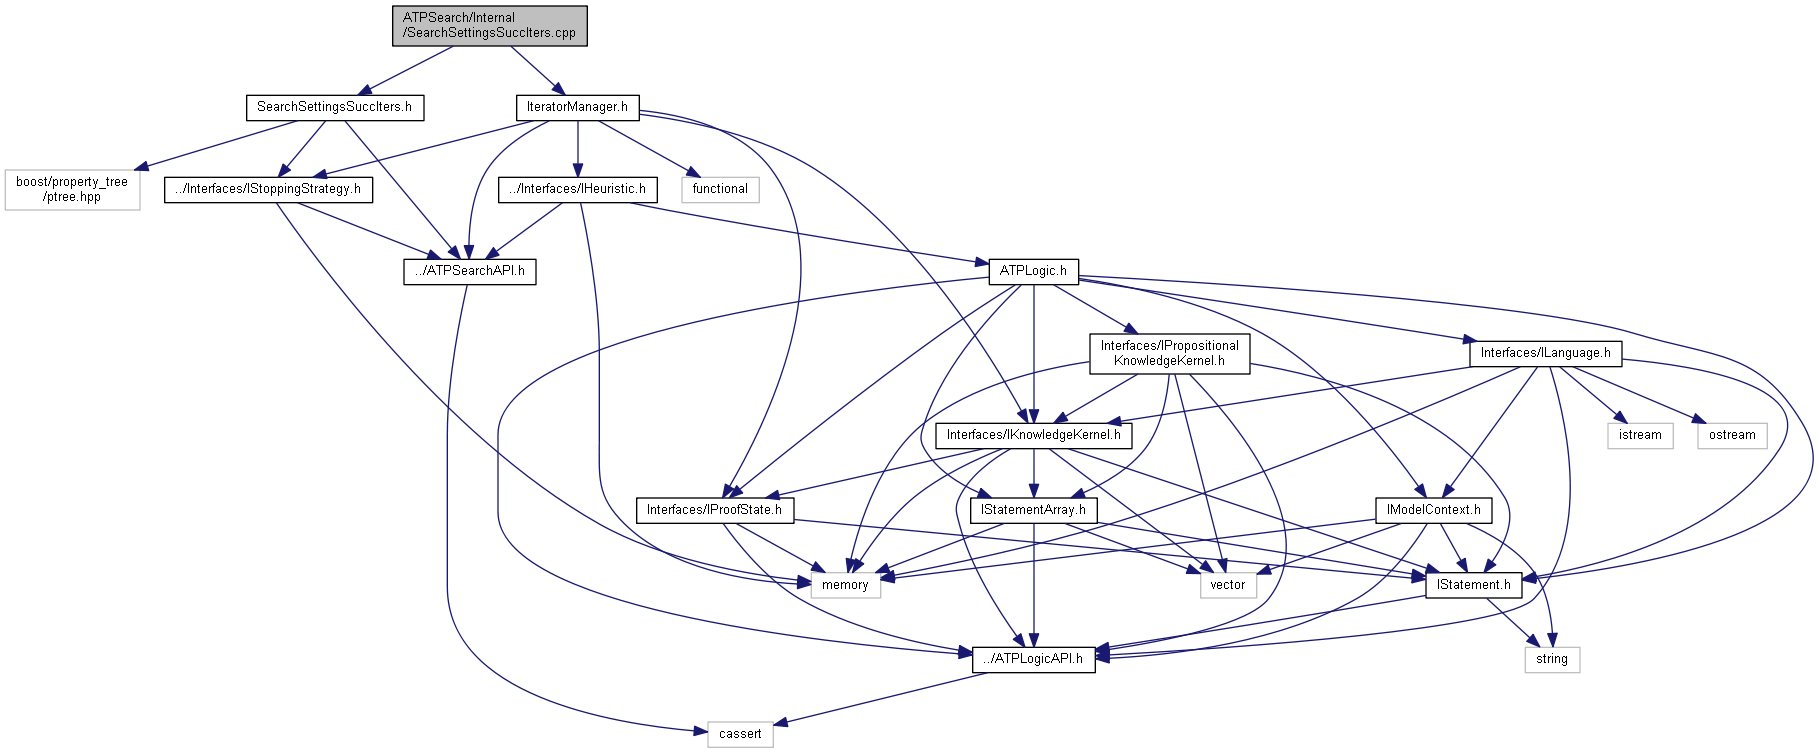 ATPSearch/Internal
/SearchSettingsSuccIters.cpp
SearchSettingsSuccIters.h
IteratorManager.h
boost/property_tree
/ptree.hpp
../Interfaces/IStoppingStrategy.h
../Interfaces/IHeuristic.h
functional
../ATPSearchAPI.h
ATPLogic.h
Interfaces/IPropositional
KnowledgeKernel.h
Interfaces/ILanguage.h
Interfaces/IKnowledgeKernel.h
istream
ostream
Interfaces/IProofState.h
IStatementArray.h
IModelContext.h
memory
vector
IStatement.h
../ATPLogicAPI.h
string
cassert